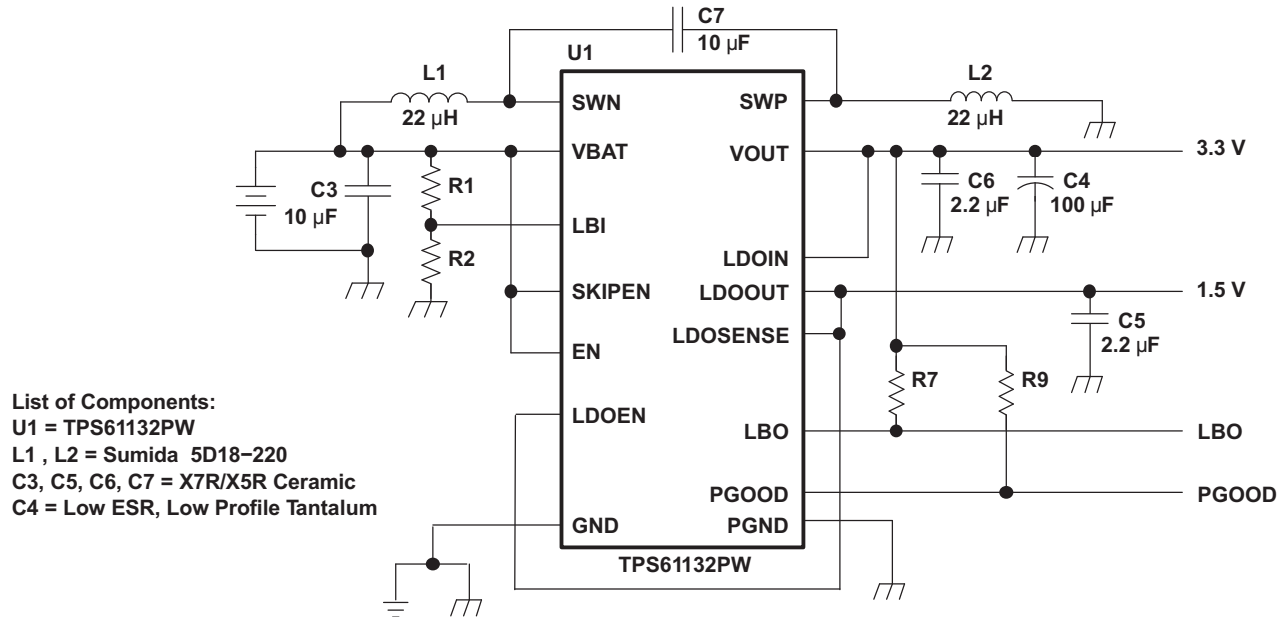 C7
10 µF
U1
L1
22 µH
SWN
SWP
L2
22 µH
VBAT
VOUT
3.3 V
C3
10 µF
R1
C6
2.2 µF
C4
100 µF
LBI
R2
LDOIN
SKIPEN
LDOOUT
1.5 V
LDOSENSE
C5
2.2 µF
EN
R7
R9
LDOEN
LBO
LBO
PGOOD
PGOOD
GND
PGND
TPS61132PW
List of Components:
U1 = TPS61132PW
L1 , L2 = Sumida 5D18−220
C3, C5, C6, C7 = X7R/X5R Ceramic
C4 = Low ESR, Low Profile Tantalum